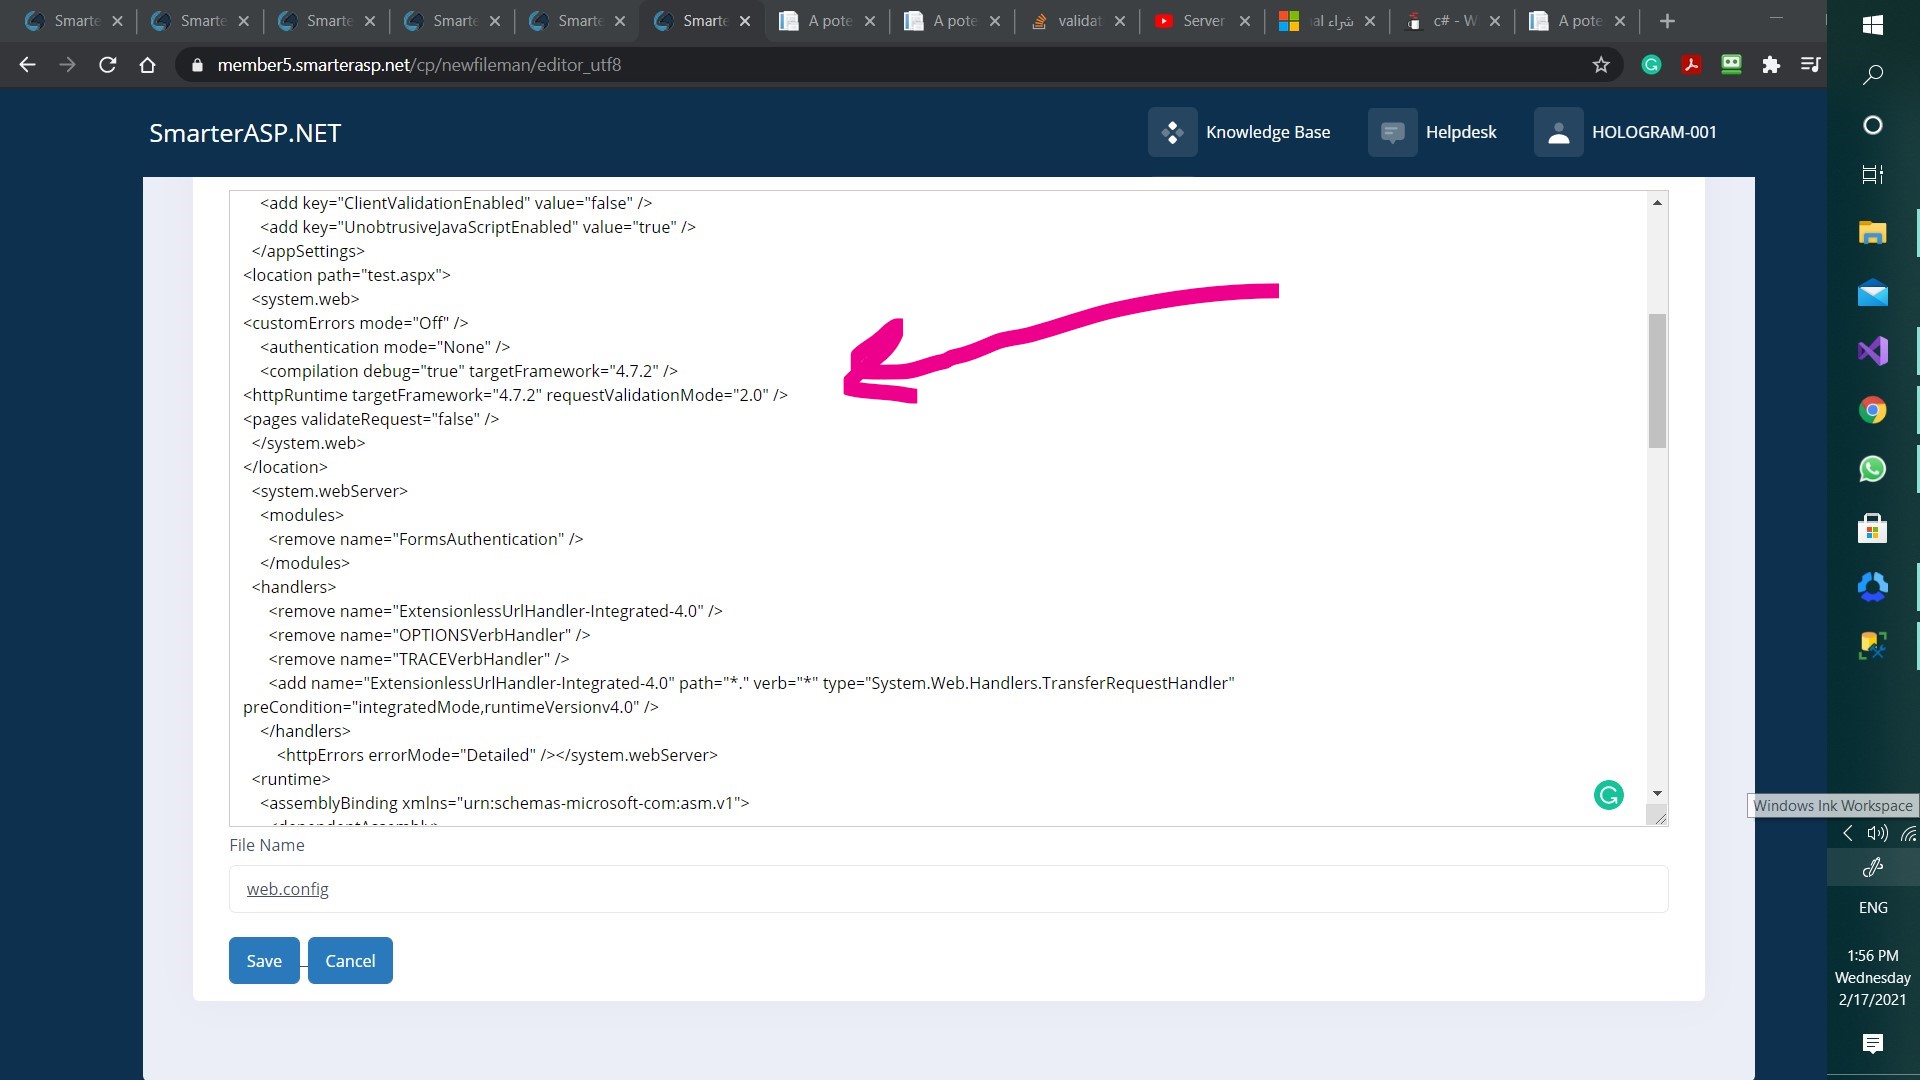 Smarte
Smarte
Smarte
Smarte
Smarte
Smarte
A pote
A pote
validat
Server
شراء al
c# - W
A pote
member5.smarterasp.net/cp/newfileman/editor_utf8
SmarterASP.NET
Knowledge Base
Helpdesk
HOLOGRAM-001
<add key="ClientValidationEnabled" value="false" />
<add key="UnobtrusiveJavaScriptEnabled" value="true" />
</appSettings>
<location path="test.aspx">
<system.web>
<customErrors mode="Off" />
<authentication mode="None" />
<compilation debug="true" targetFramework="4.7.2" />
<httpRuntime targetFramework="4.7.2" requestValidationMode="2.0" />
<pages validateRequest="false" />
</system.web>
</location>
<system.webServer>
<modules>
<remove name="FormsAuthentication" />
</modules>
<handlers>
<remove name="ExtensionlessUrlHandler-Integrated-4.0" />
<remove name="OPTIONSVerbHandler" />
<remove name="TRACEVerbHandler" />
<add name="ExtensionlessUrlHandler-Integrated-4.0" path="*." verb="*" type="System.Web.Handlers.TransferRequestHandler"
preCondition="integratedMode,runtimeVersionv4.0" />
</handlers>
<httpErrors errorMode="Detailed" /></system.webServer>
<runtime>
<assemblyBinding xmlns="urn:schemas-microsoft-com:asm.v1">
File Name
web.config
Save
Cancel
Windows Ink Workspace
ENG
1:56 PM
Wednesday
2/17/2021